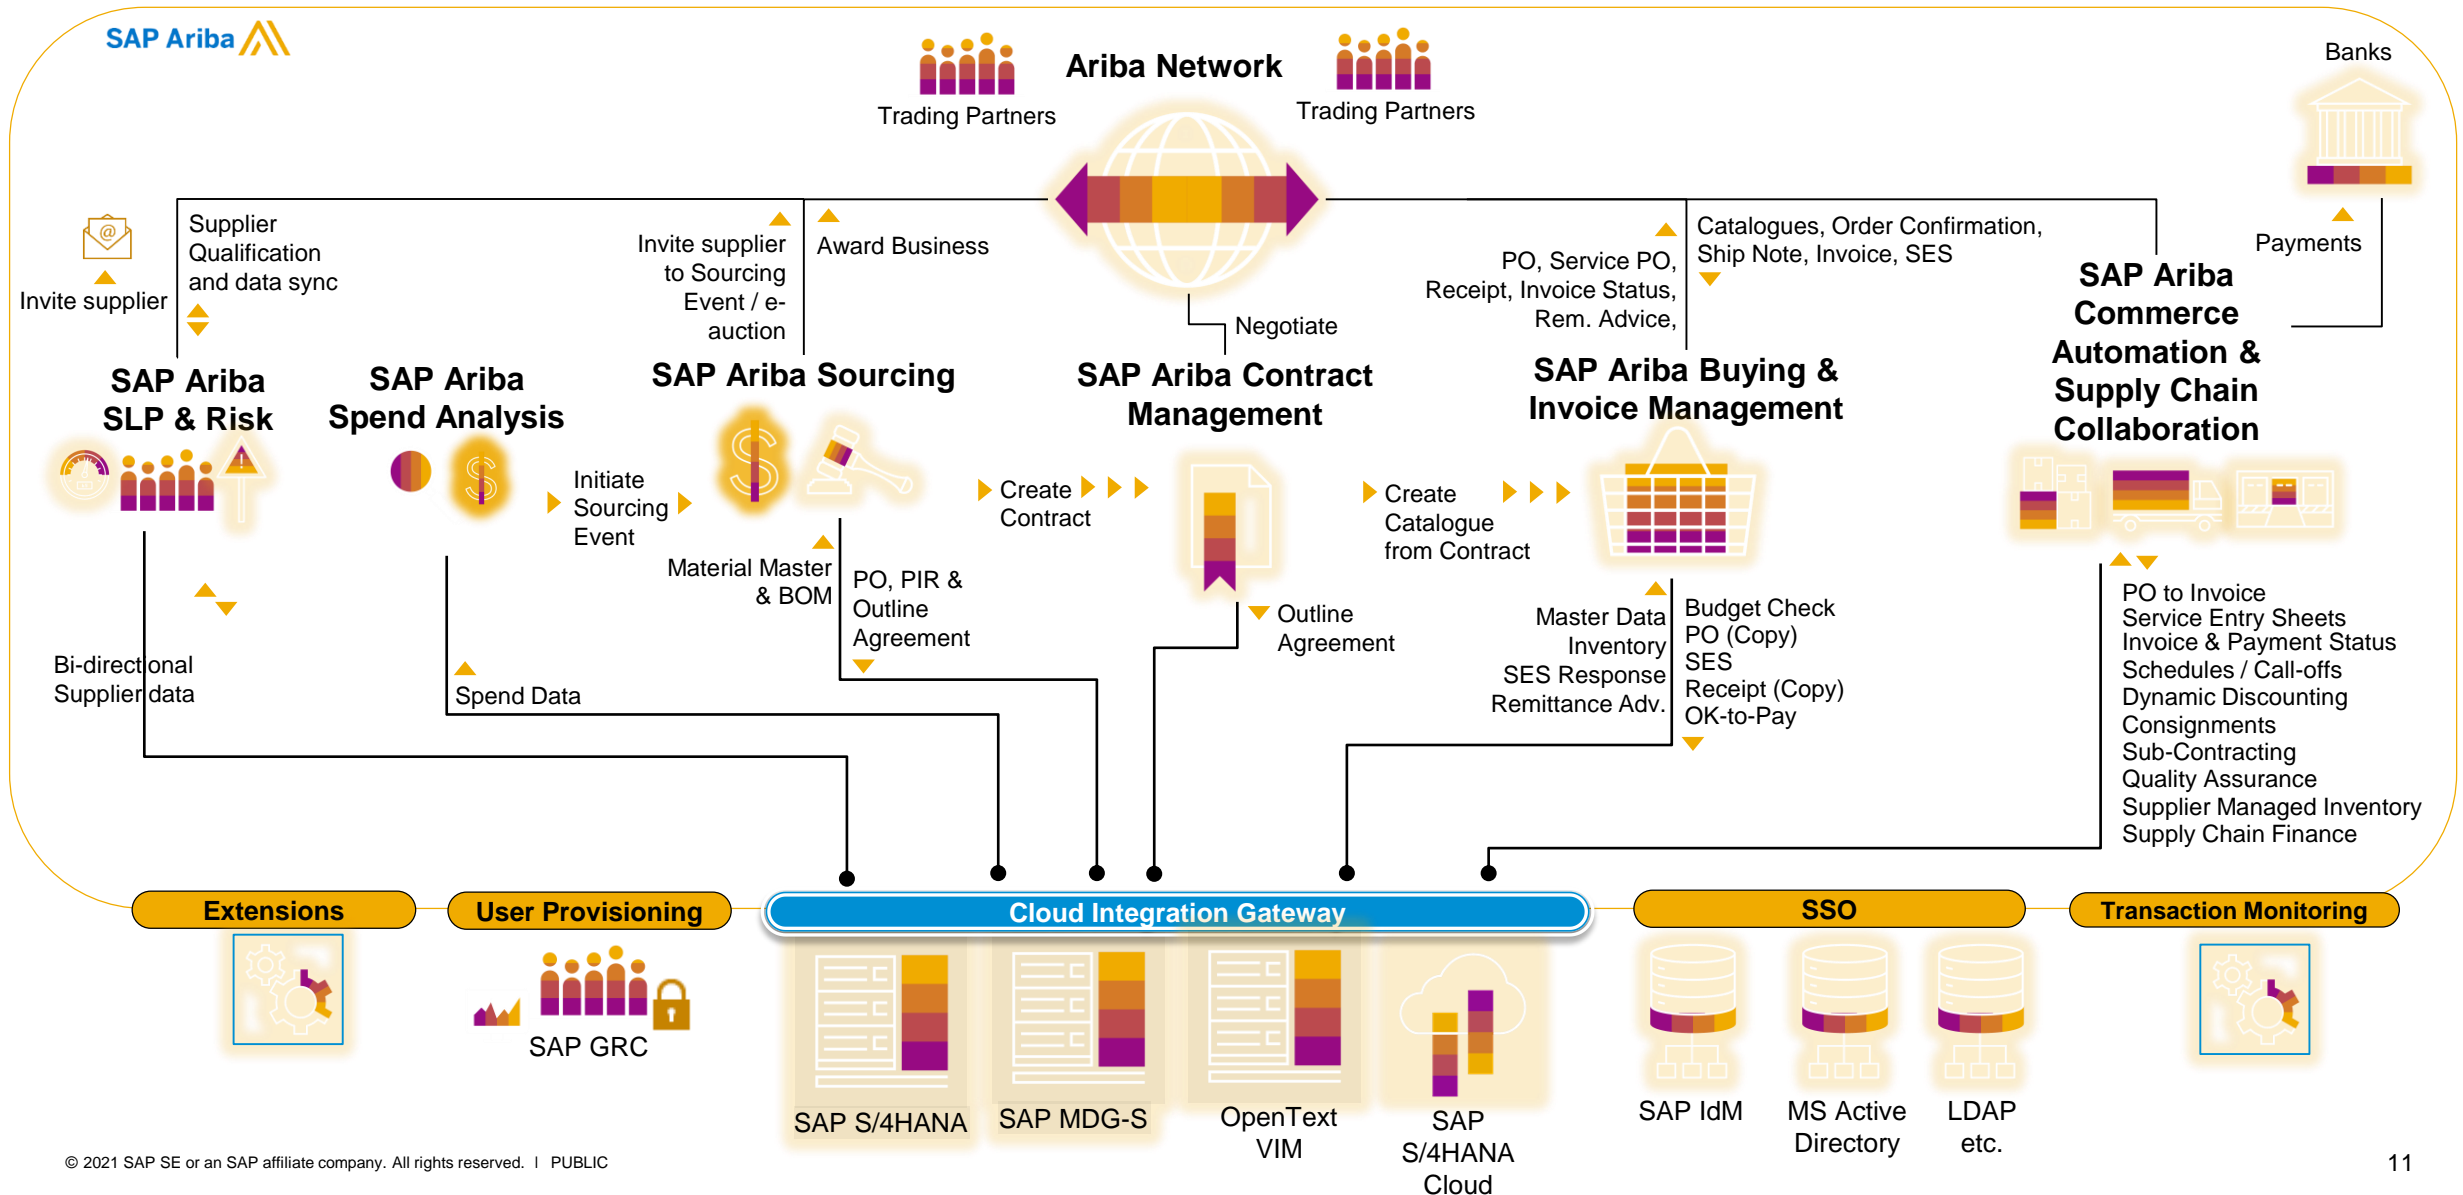 SAP Ariba
Ariba Network
Trading Partners
Trading Partners
Banks
Payments
Invite supplier
Supplier
Qualification
and data sync
Invite supplier
to Sourcing
Event / e-
auction
Award Business
Negotiate
PO, Service PO,
Receipt, Invoice Status,
Rem. Advice,
Catalogues, Order Confirmation,
Ship Note, Invoice, SES
SAP Ariba
SLP & Risk
SAP Ariba
Spend Analysis
SAP Ariba Sourcing
SAP Ariba Contract
Management
SAP Ariba Buying &
Invoice Management
SAP Ariba
Commerce
Automation &
Supply Chain
Collaboration
Initiate
Sourcing
Event
Create
Contract
Create
Catalogue
from Contract
Bi-directional
Supplier data
Spend Data
Material Master
& BOM
PO, PIR &
Outline
Agreement
Outline
Agreement
Master Data
Inventory
SES Response
Remittance Adv.
Budget Check
PO (Copy)
SES
Receipt (Copy)
OK-to-Pay
PO to Invoice
Service Entry Sheets
Invoice & Payment Status
Schedules / Call-offs
Dynamic Discounting
Consignments
Sub-Contracting
Quality Assurance
Supplier Managed Inventory
Supply Chain Finance
Extensions
User Provisioning
Cloud Integration Gateway
SSO
Transaction Monitoring
SAP GRC
SAP S/4HANA
SAP MDG-S
OpenText
VIM
SAP
S/4HANA
Cloud
SAP IdM
MS Active
Directory
LDAP
etc.
© 2021 SAP SE or an SAP affiliate company. All rights reserved. ǀ PUBLIC
11